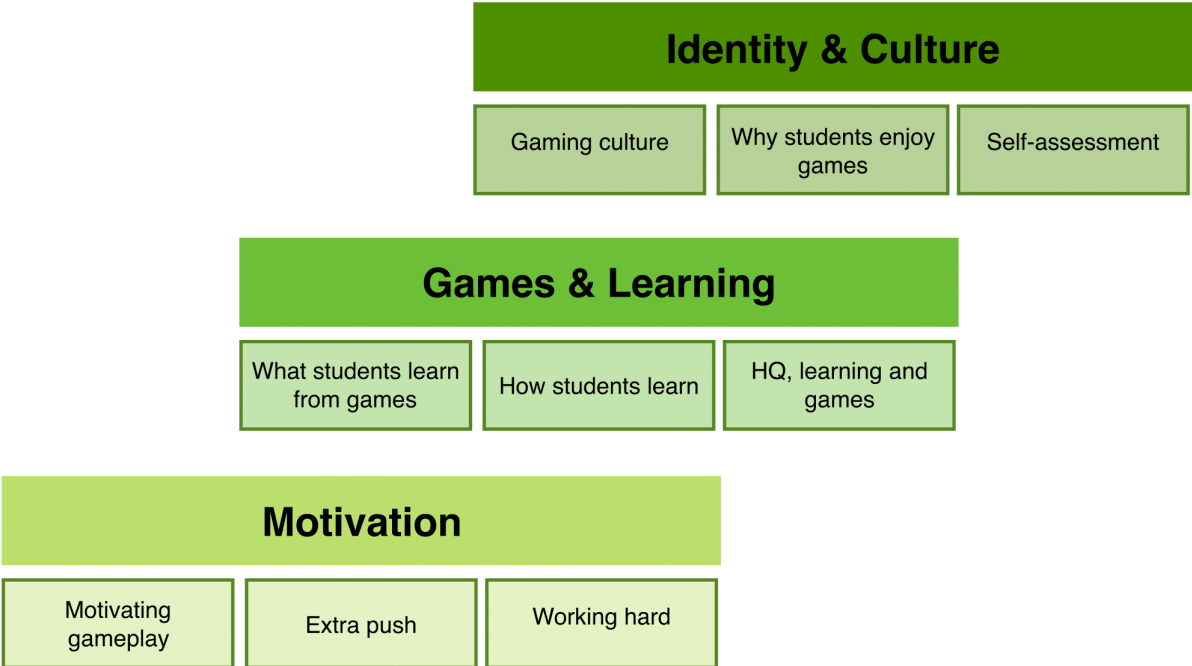 Identity & Culture
Gaming culture
Why students enjoy
games
Self-assessment
Games & Learning
What students learn
from games
How students learn
HQ, learning and
games
Motivation
Motivating
gameplay
Extra push
Working hard